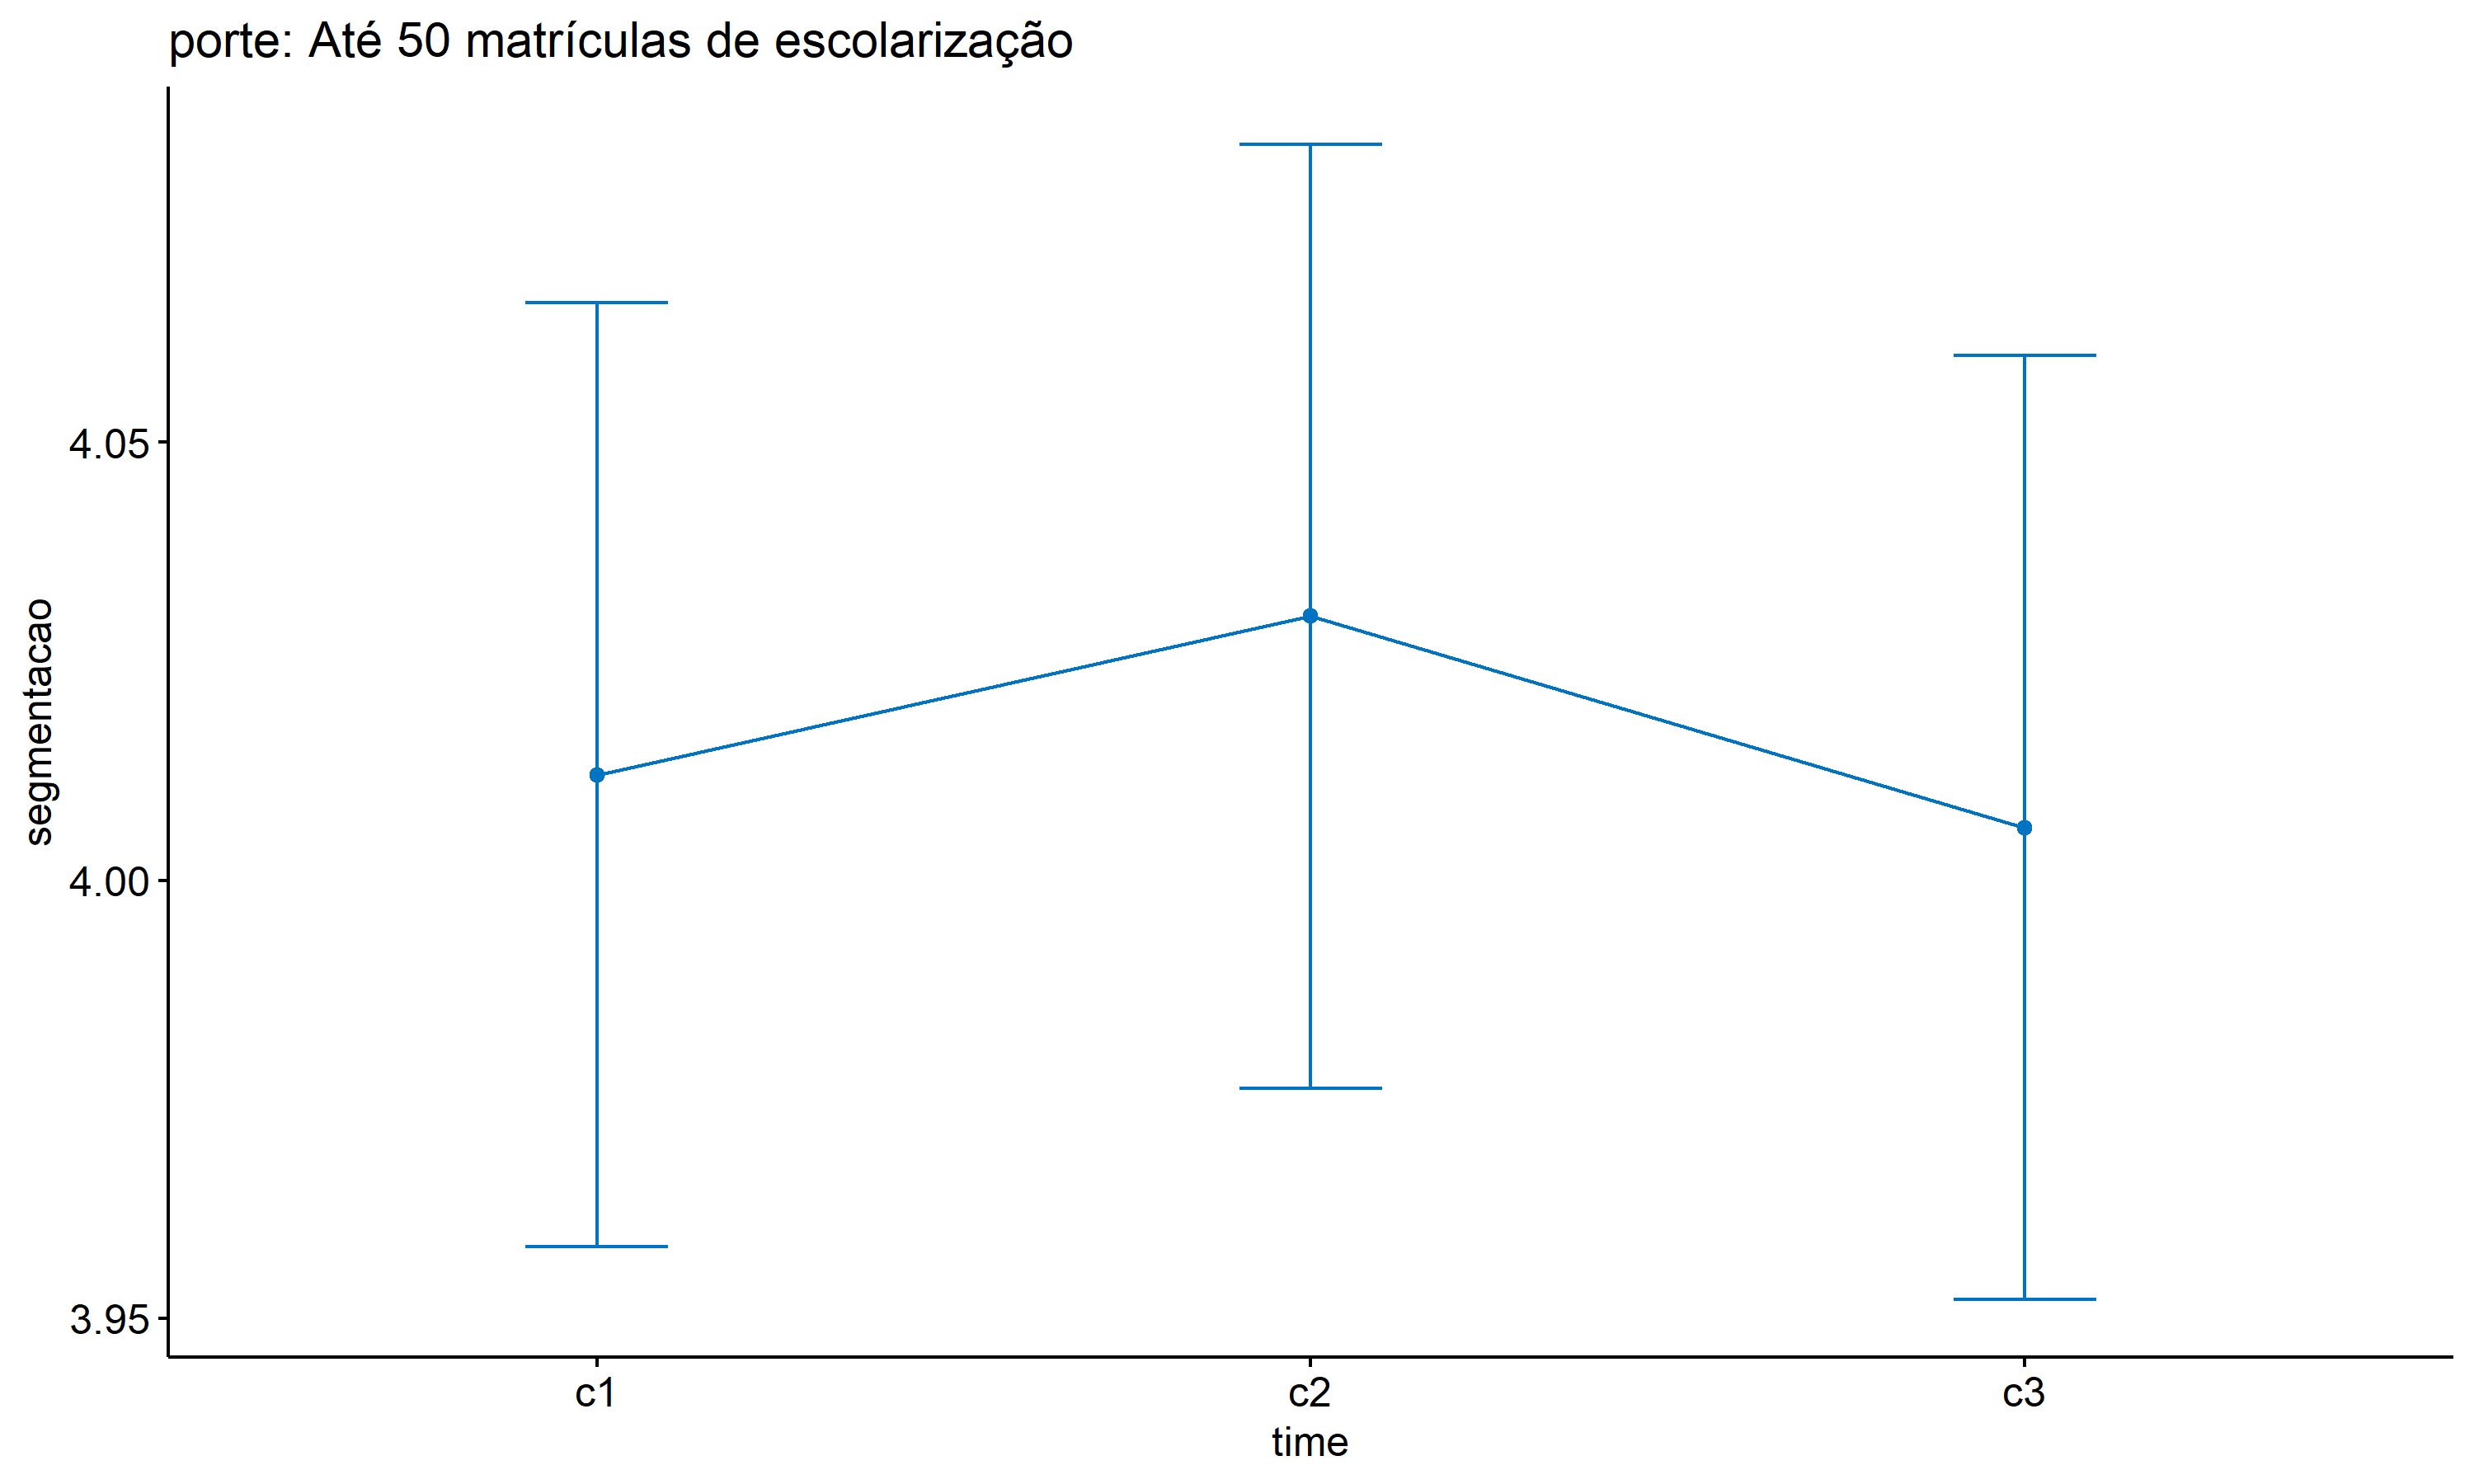 porte: Até 50 matrículas de escolarização
segmentacao
4.05
4.00
3.95
c1 c2 c3
time